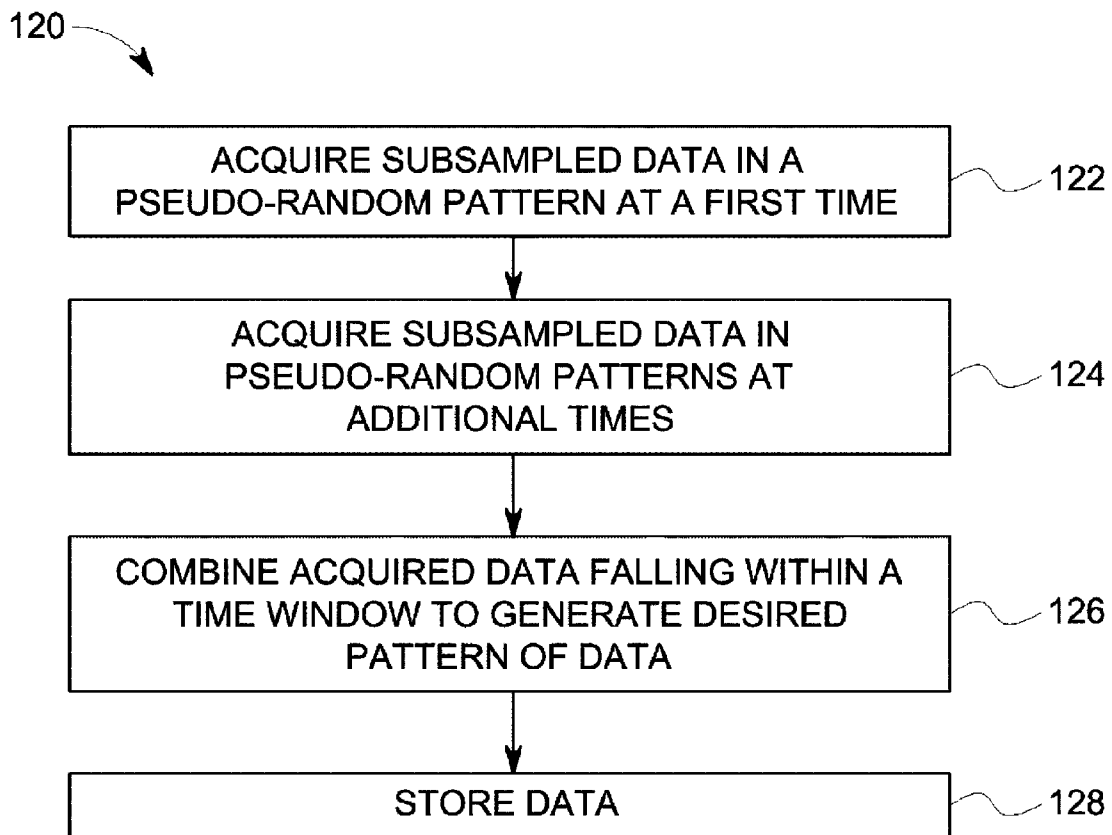 120
ACQUIRE SUBSAMPLED DATA IN A
PSEUDO-RANDOM PATTERN AT A FIRST TIME
122
ACQUIRE SUBSAMPLED DATA IN
PSEUDO-RANDOM PATTERNS AT
ADDITIONAL TIMES
124
COMBINE ACQUIRED DATA FALLING WITHIN A
TIME WINDOW TO GENERATE DESIRED
PATTERN OF DATA
126
STORE DATA
128